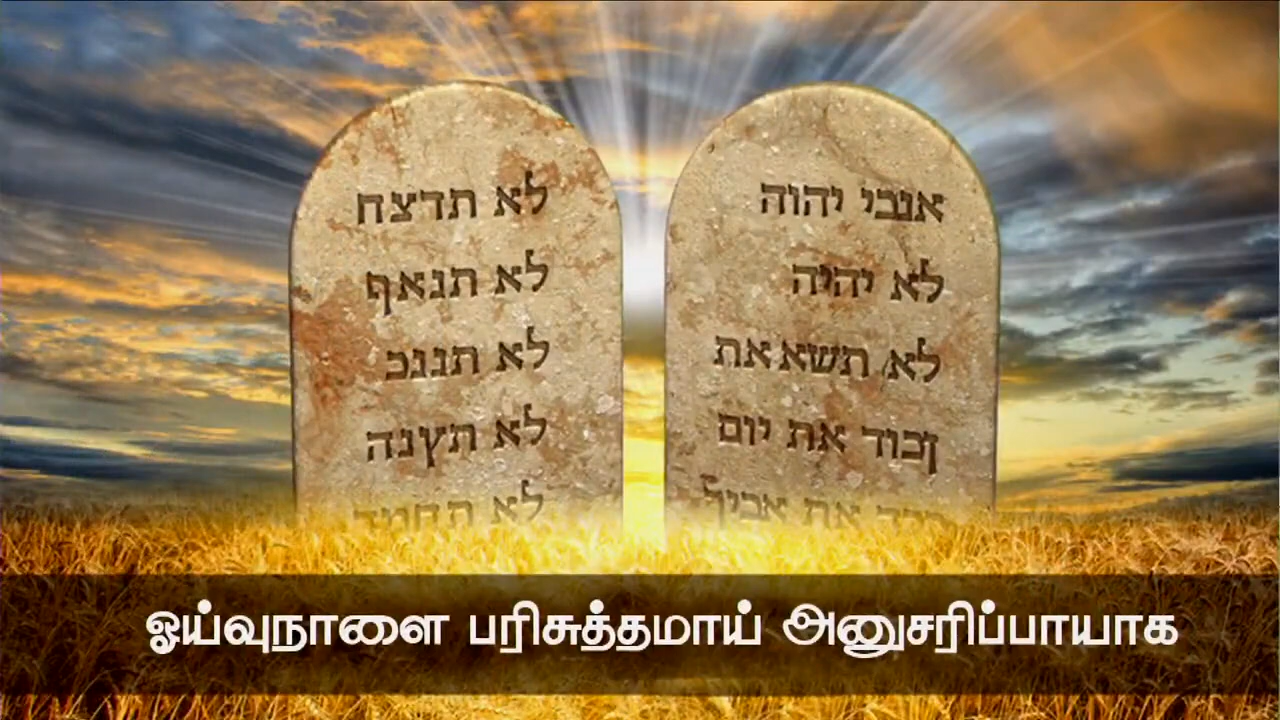 אנכי יהוה
לא יהיה
לא תשא את
זכור את יום
את אביך
לא תרצח
לא תנאף
לא תגנב
לא תענה
לא תחמד
ஓய்வுநாளை பரிசுத்தமாய் அனுசரிப்பாயாக